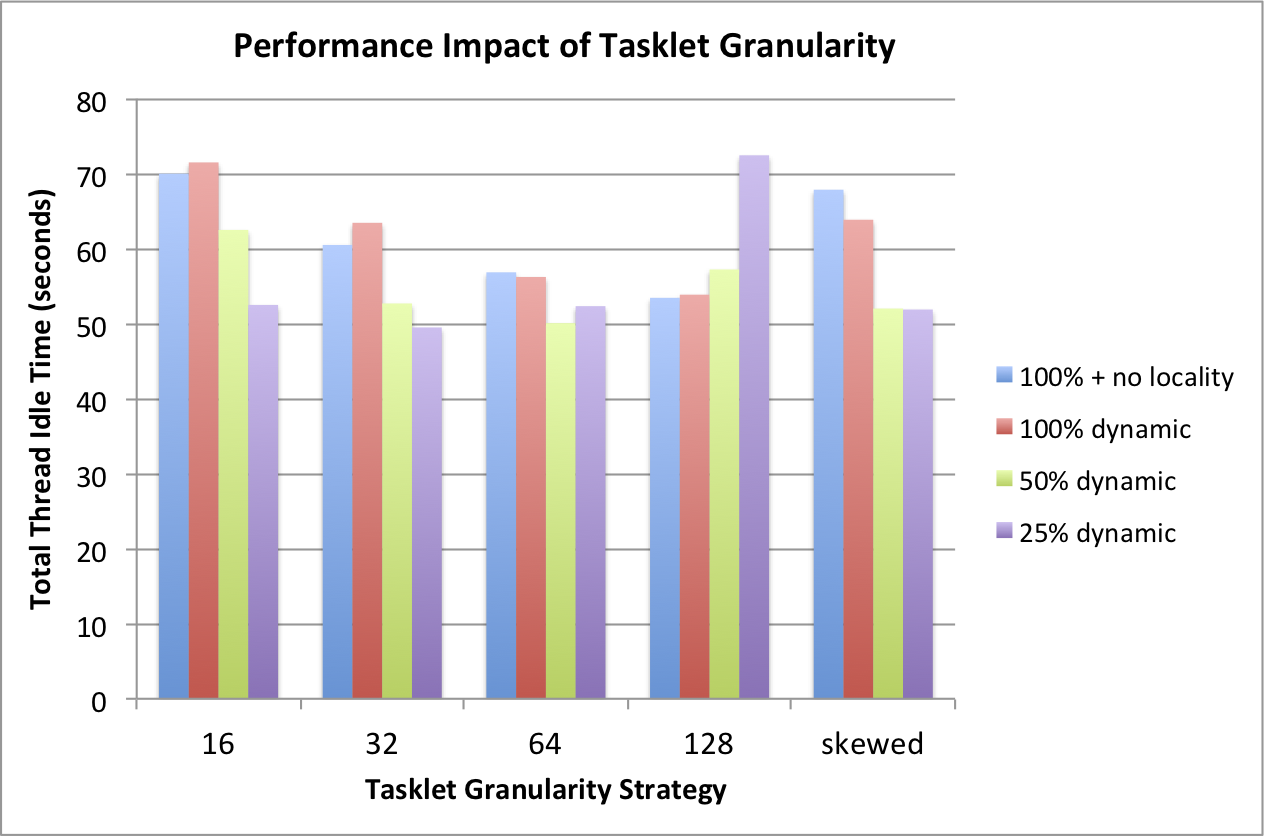 Performance Impact of Tasklet Granularity
Total Thread Idle Time (seconds)
80
70
60
50
40
30
20
10
0
16 32 64 128 skewed
Tasklet Granularity Strategy
100% + no locality
100% dynamic
50% dynamic
25% dynamic